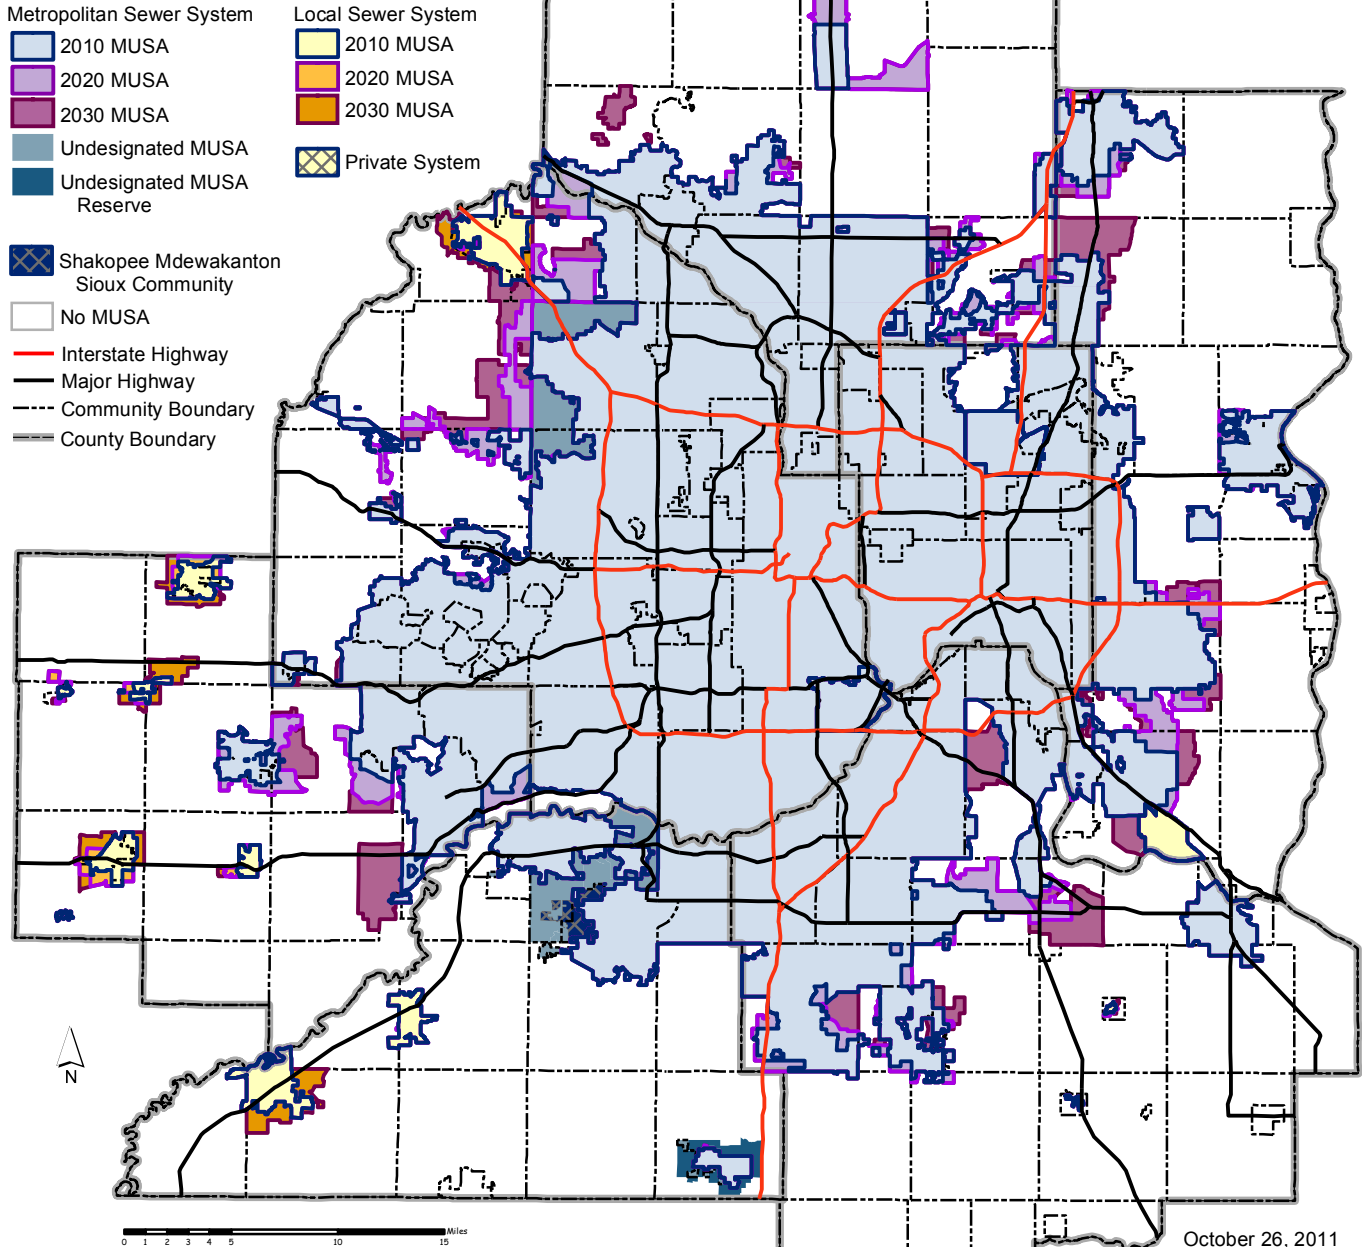 Metropolitan Sewer System
2010 MUSA
2020 MUSA
2030 MUSA
Undesignated MUSA
Undesignated MUSA
Reserve
Shakopee Mdewakanton
Sioux Community
No MUSA
Interstate Highway
Major Highway
Community Boundary
County Boundary
Local Sewer System
2010 MUSA
2020 MUSA
2030 MUSA
Private System
N
Miles
0 1 2 3 4 5 10 15
October 26, 2011